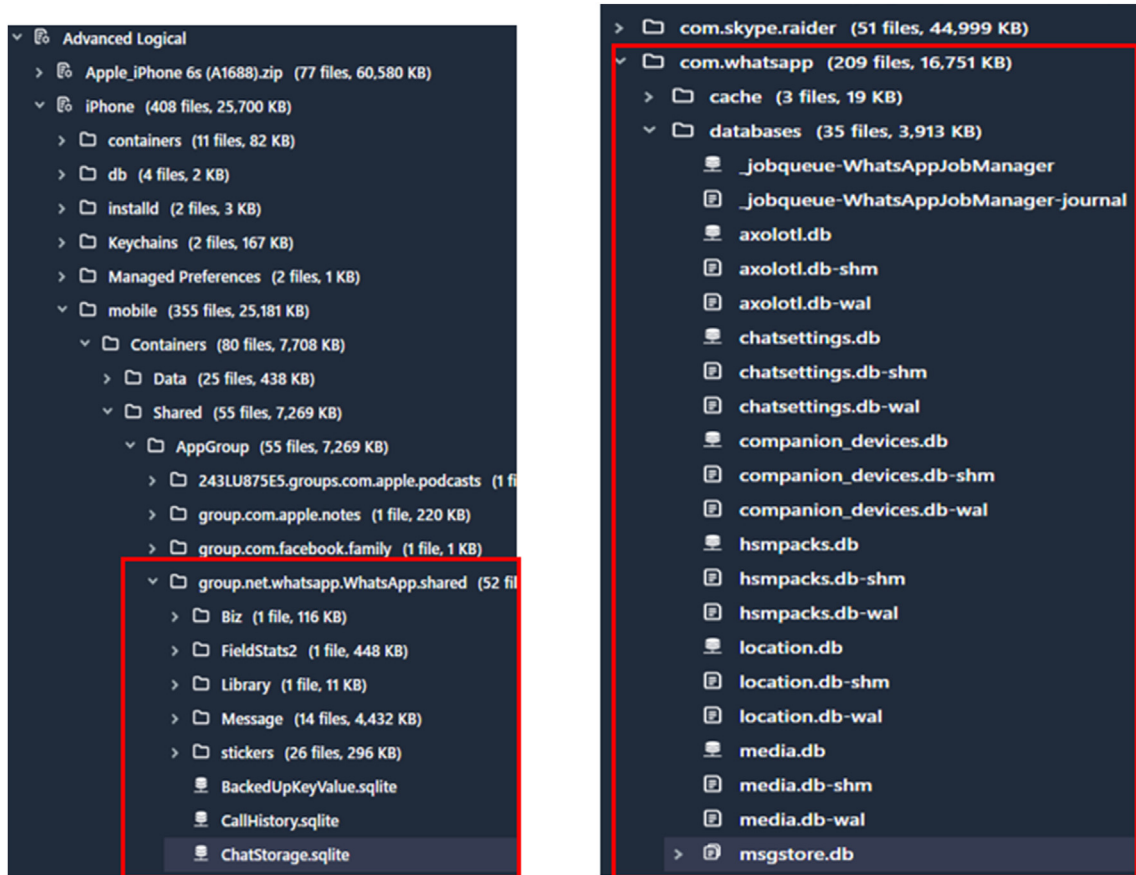 Advanced Logical
Apple_iPhone 6s (A1688).zip (77 files, 60,580 KB)
iPhone (408 files, 25,700 KB)
containers (11 files, 82 KB)
db (4 files, 2 KB)
installd (2 files, 3 KB)
Keychains (2 files, 167 KB)
Managed Preferences (2 files, 1 KB)
mobile (355 files, 25,181 KB)
Containers (80 files, 7,708 KB)
Data (25 files, 438 KB)
Shared (55 files, 7,269 KB)
AppGroup (55 files, 7,269 KB)
243LU875E5.groups.com.apple.podcasts (1 fi
group.com.apple.notes (1 file, 220 KB)
group.com.facebook.family (1 file, 1 KB)
group.net.whatsapp.WhatsApp.shared (52 fil
Biz (1 file, 116 KB)
FieldStats2 (1 file, 448 KB)
Library (1 file, 11 KB)
Message (14 files, 4,432 KB)
stickers (26 files, 296 KB)
BackedUpKeyValue.sqlite
CallHistory.sqlite
ChatStorage.sqlite
com.skype.raider (51 files, 44,999 KB)
com.whatsapp (209 files, 16,751 KB)
cache (3 files, 19 KB)
databases (35 files, 3,913 KB)
_jobqueue-WhatsAppJobManager
_jobqueue-WhatsAppJobManager-journal
axolotl.db
axolotl.db-shm
axolotl.db-wal
chatsettings.db
chatsettings.db-shm
chatsettings.db-wal
companion_devices.db
companion_devices.db-shm
companion_devices.db-wal
hsmpacks.db
hsmpacks.db-shm
hsmpacks.db-wal
location.db
location.db-shm
location.db-wal
media.db
media.db-shm
media.db-wal
msgstore.db